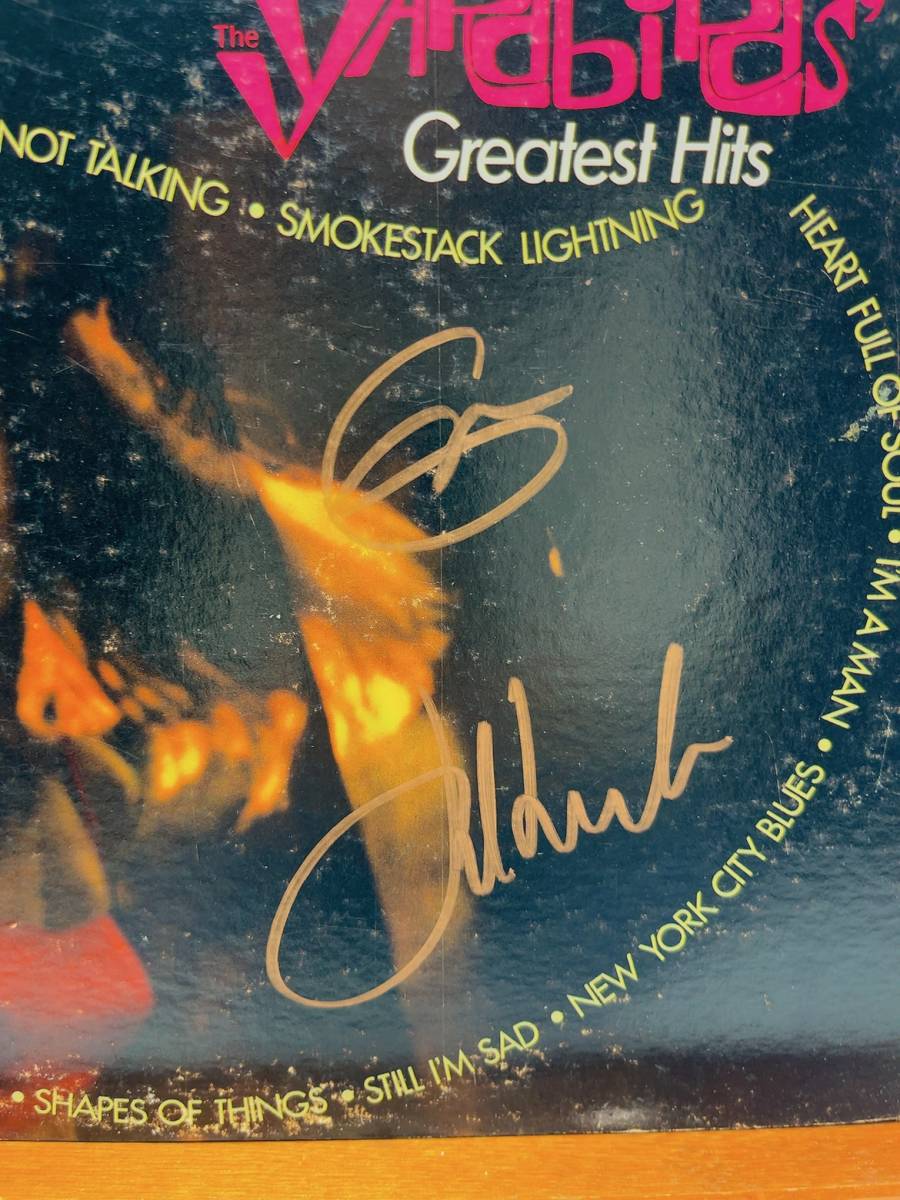 The Yardbirds'
Greatest Hits
NOT TALKING • SMOKESTACK LIGHTNING
HEART FULL OF SOUL • I'M A MAN • NEW YORK CITY BLUES
• STILL I'M SAD
• SHAPES OF THINGS